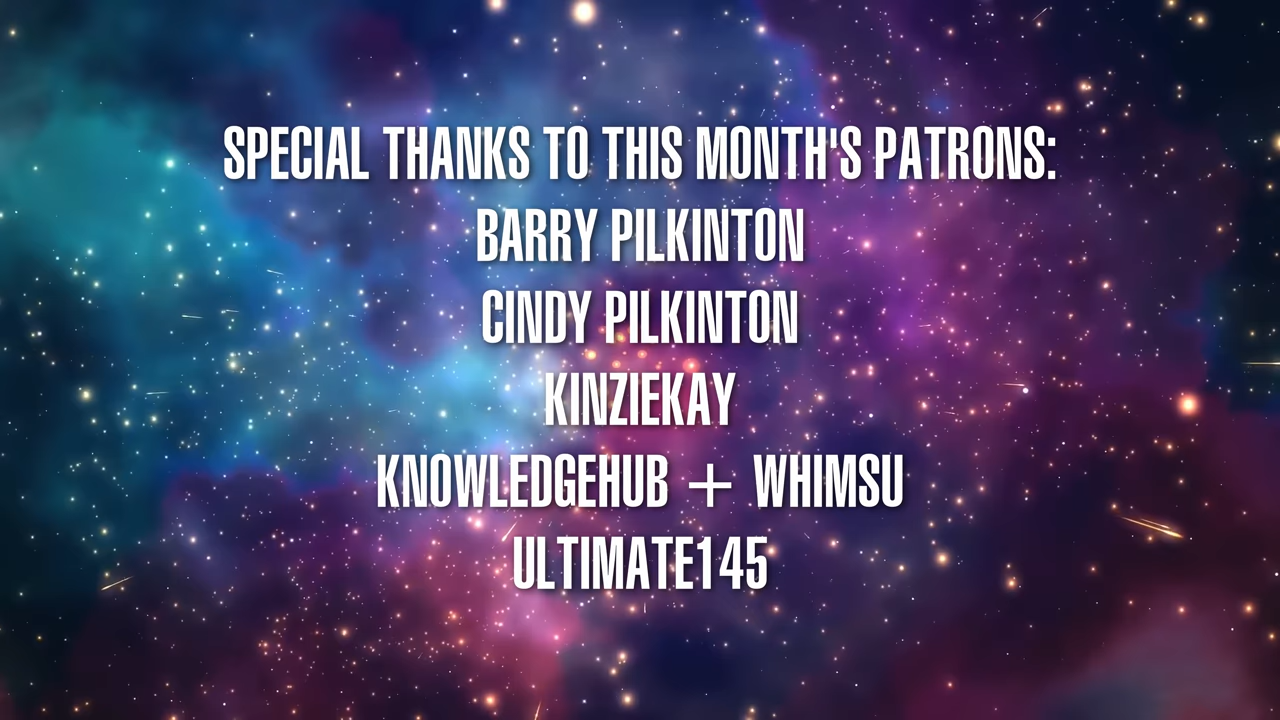 SPECIAL THANKS TO THIS MONTH'S PATRONS:
BARRY PILKINTON
CINDY PILKINTON
KINZIEKAY
KNOWLEDGEHUB + WHIMSU
ULTIMATE145